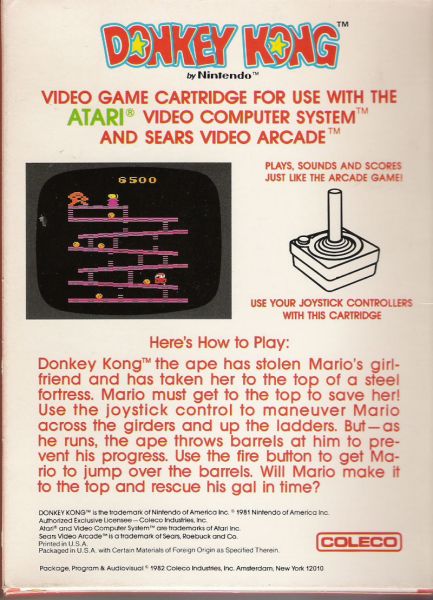 DONKEY KONG™
by Nintendo™
VIDEO GAME CARTRIDGE FOR USE WITH THE
ATARI® VIDEO COMPUTER SYSTEM™
AND SEARS VIDEO ARCADE™
6500
PLAYS, SOUNDS AND SCORES
JUST LIKE THE ARCADE GAME!
USE YOUR JOYSTICK CONTROLLERS
WITH THIS CARTRIDGE
Here's How to Play:
Donkey Kong™ the ape has stolen Mario's girl-
friend and has taken her to the top of a steel
fortress. Mario must get to the top to save her!
Use the joystick control to maneuver Mario
across the girders and up the ladders. But—as
he runs, the ape throws barrels at him to pre-
vent his progress. Use the fire button to get Ma-
rio to jump over the barrels. Will Mario make it
to the top and rescue his gal in time?
DONKEY KONG™ is the trademark of Nintendo of America Inc. ® 1981 Nintendo of America Inc.
Authorized Exclusive Licensee—Coleco Industries, Inc.
Atari® and Video Computer System™ are trademarks of Atari Inc.
Sears Video Arcade™ is a trademark of Sears, Roebuck and Co.
Printed in U.S.A.
Packaged in U.S.A. with Certain Materials of Foreign Origin as Specified Therein.
COLECO
Package, Program & Audiovisual ® 1982 Coleco Industries, Inc. Amsterdam, New York 12010